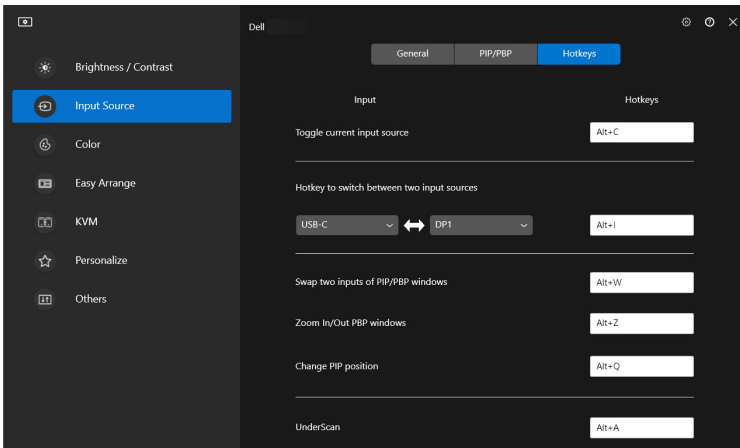 Dell
General PIP/PBP Hotkeys
Brightness / Contrast
Input Source
Color
Easy Arrange
KVM
Personalize
Others
Input Hotkeys
Toggle current input source Alt+C
Hotkey to switch between two input sources
USB-C DP1 Alt+I
Swap two inputs of PIP/PBP windows Alt+W
Zoom In/Out PBP windows Alt+Z
Change PIP position Alt+Q
UnderScan Alt+A